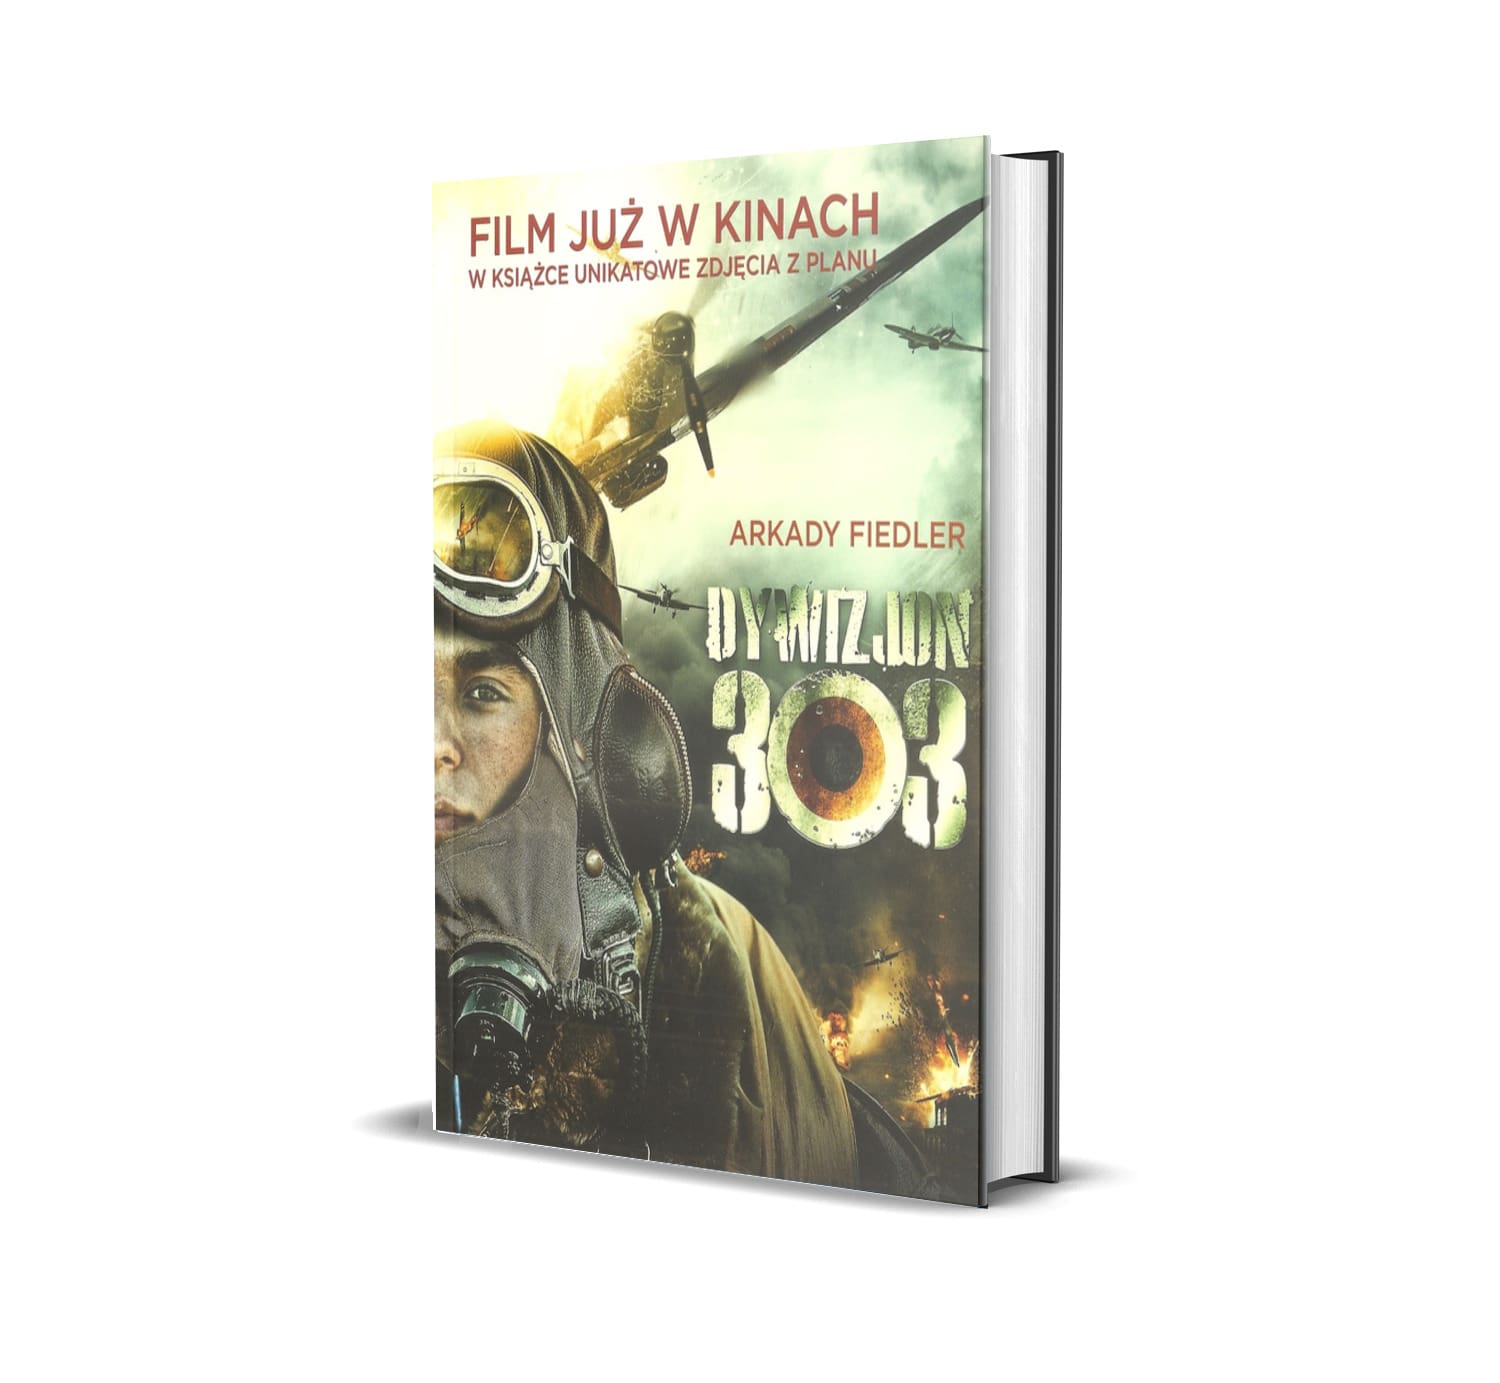 FILM JUŻ W KINACH
W KSIĄŻCE UNIKATOWE ZDJĘCIA Z PLANU
ARKADY FIEDLER
DYWIZJON
303